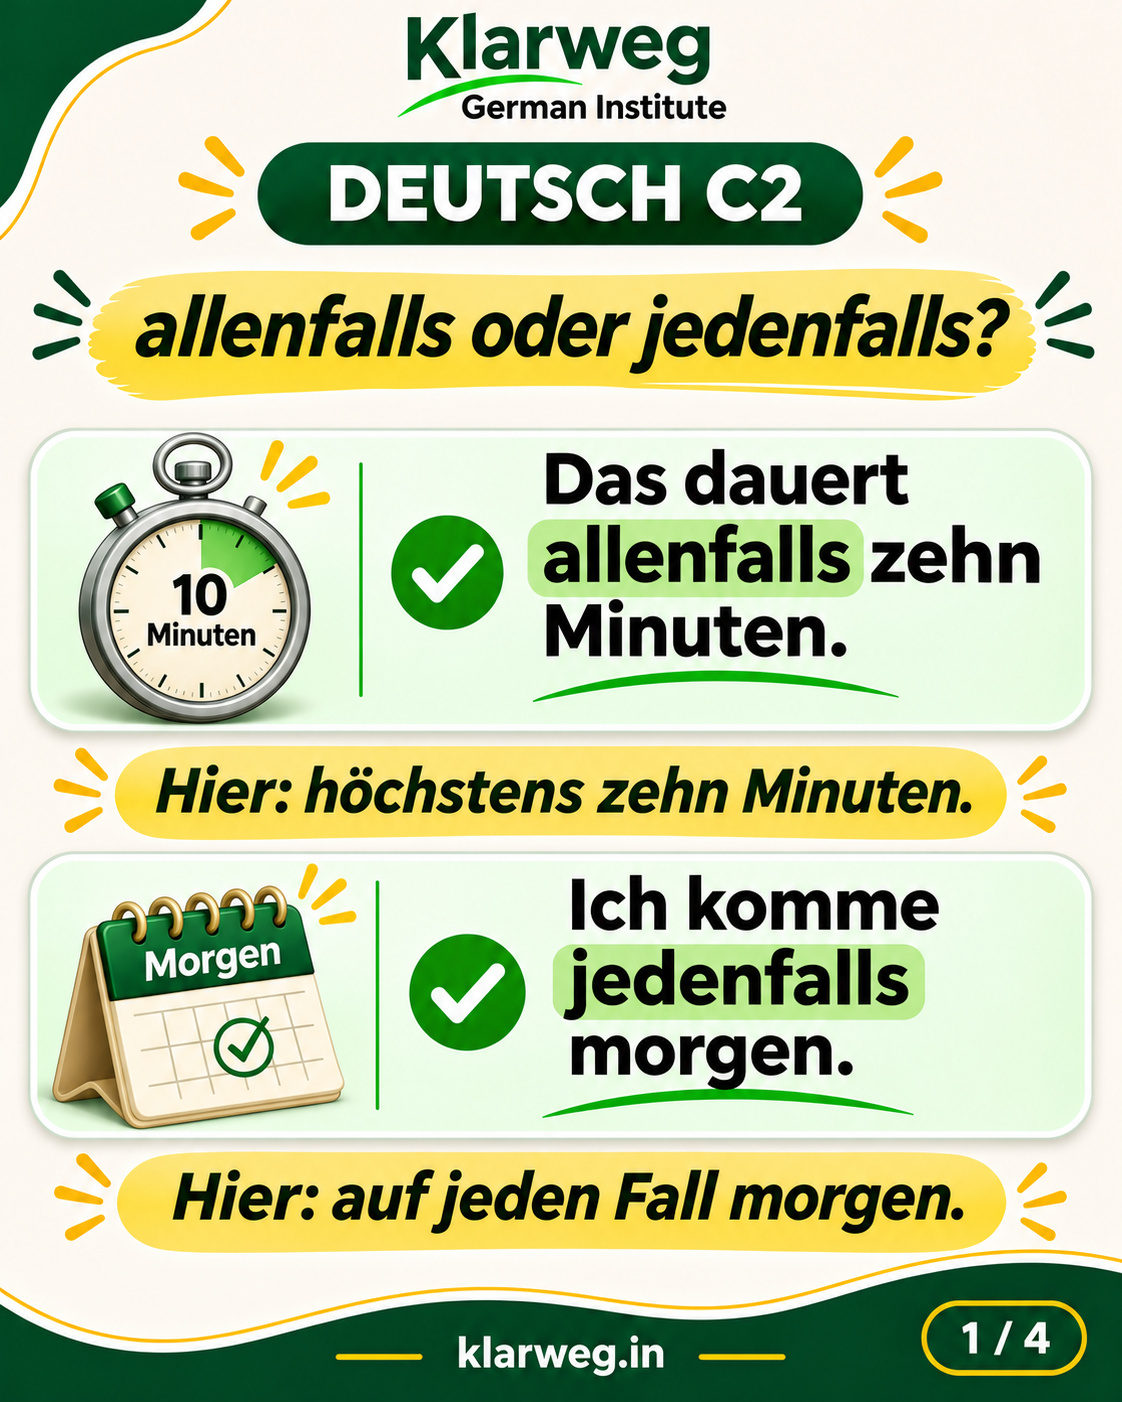 Klarweg
German Institute
DEUTSCH C2
allenfalls oder jedenfalls?
10
Minuten
Das dauert
allenfalls zehn
Minuten.
Hier: höchstens zehn Minuten.
Morgen
Ich komme
jedenfalls
morgen.
Hier: auf jeden Fall morgen.
klarweg.in
1 / 4